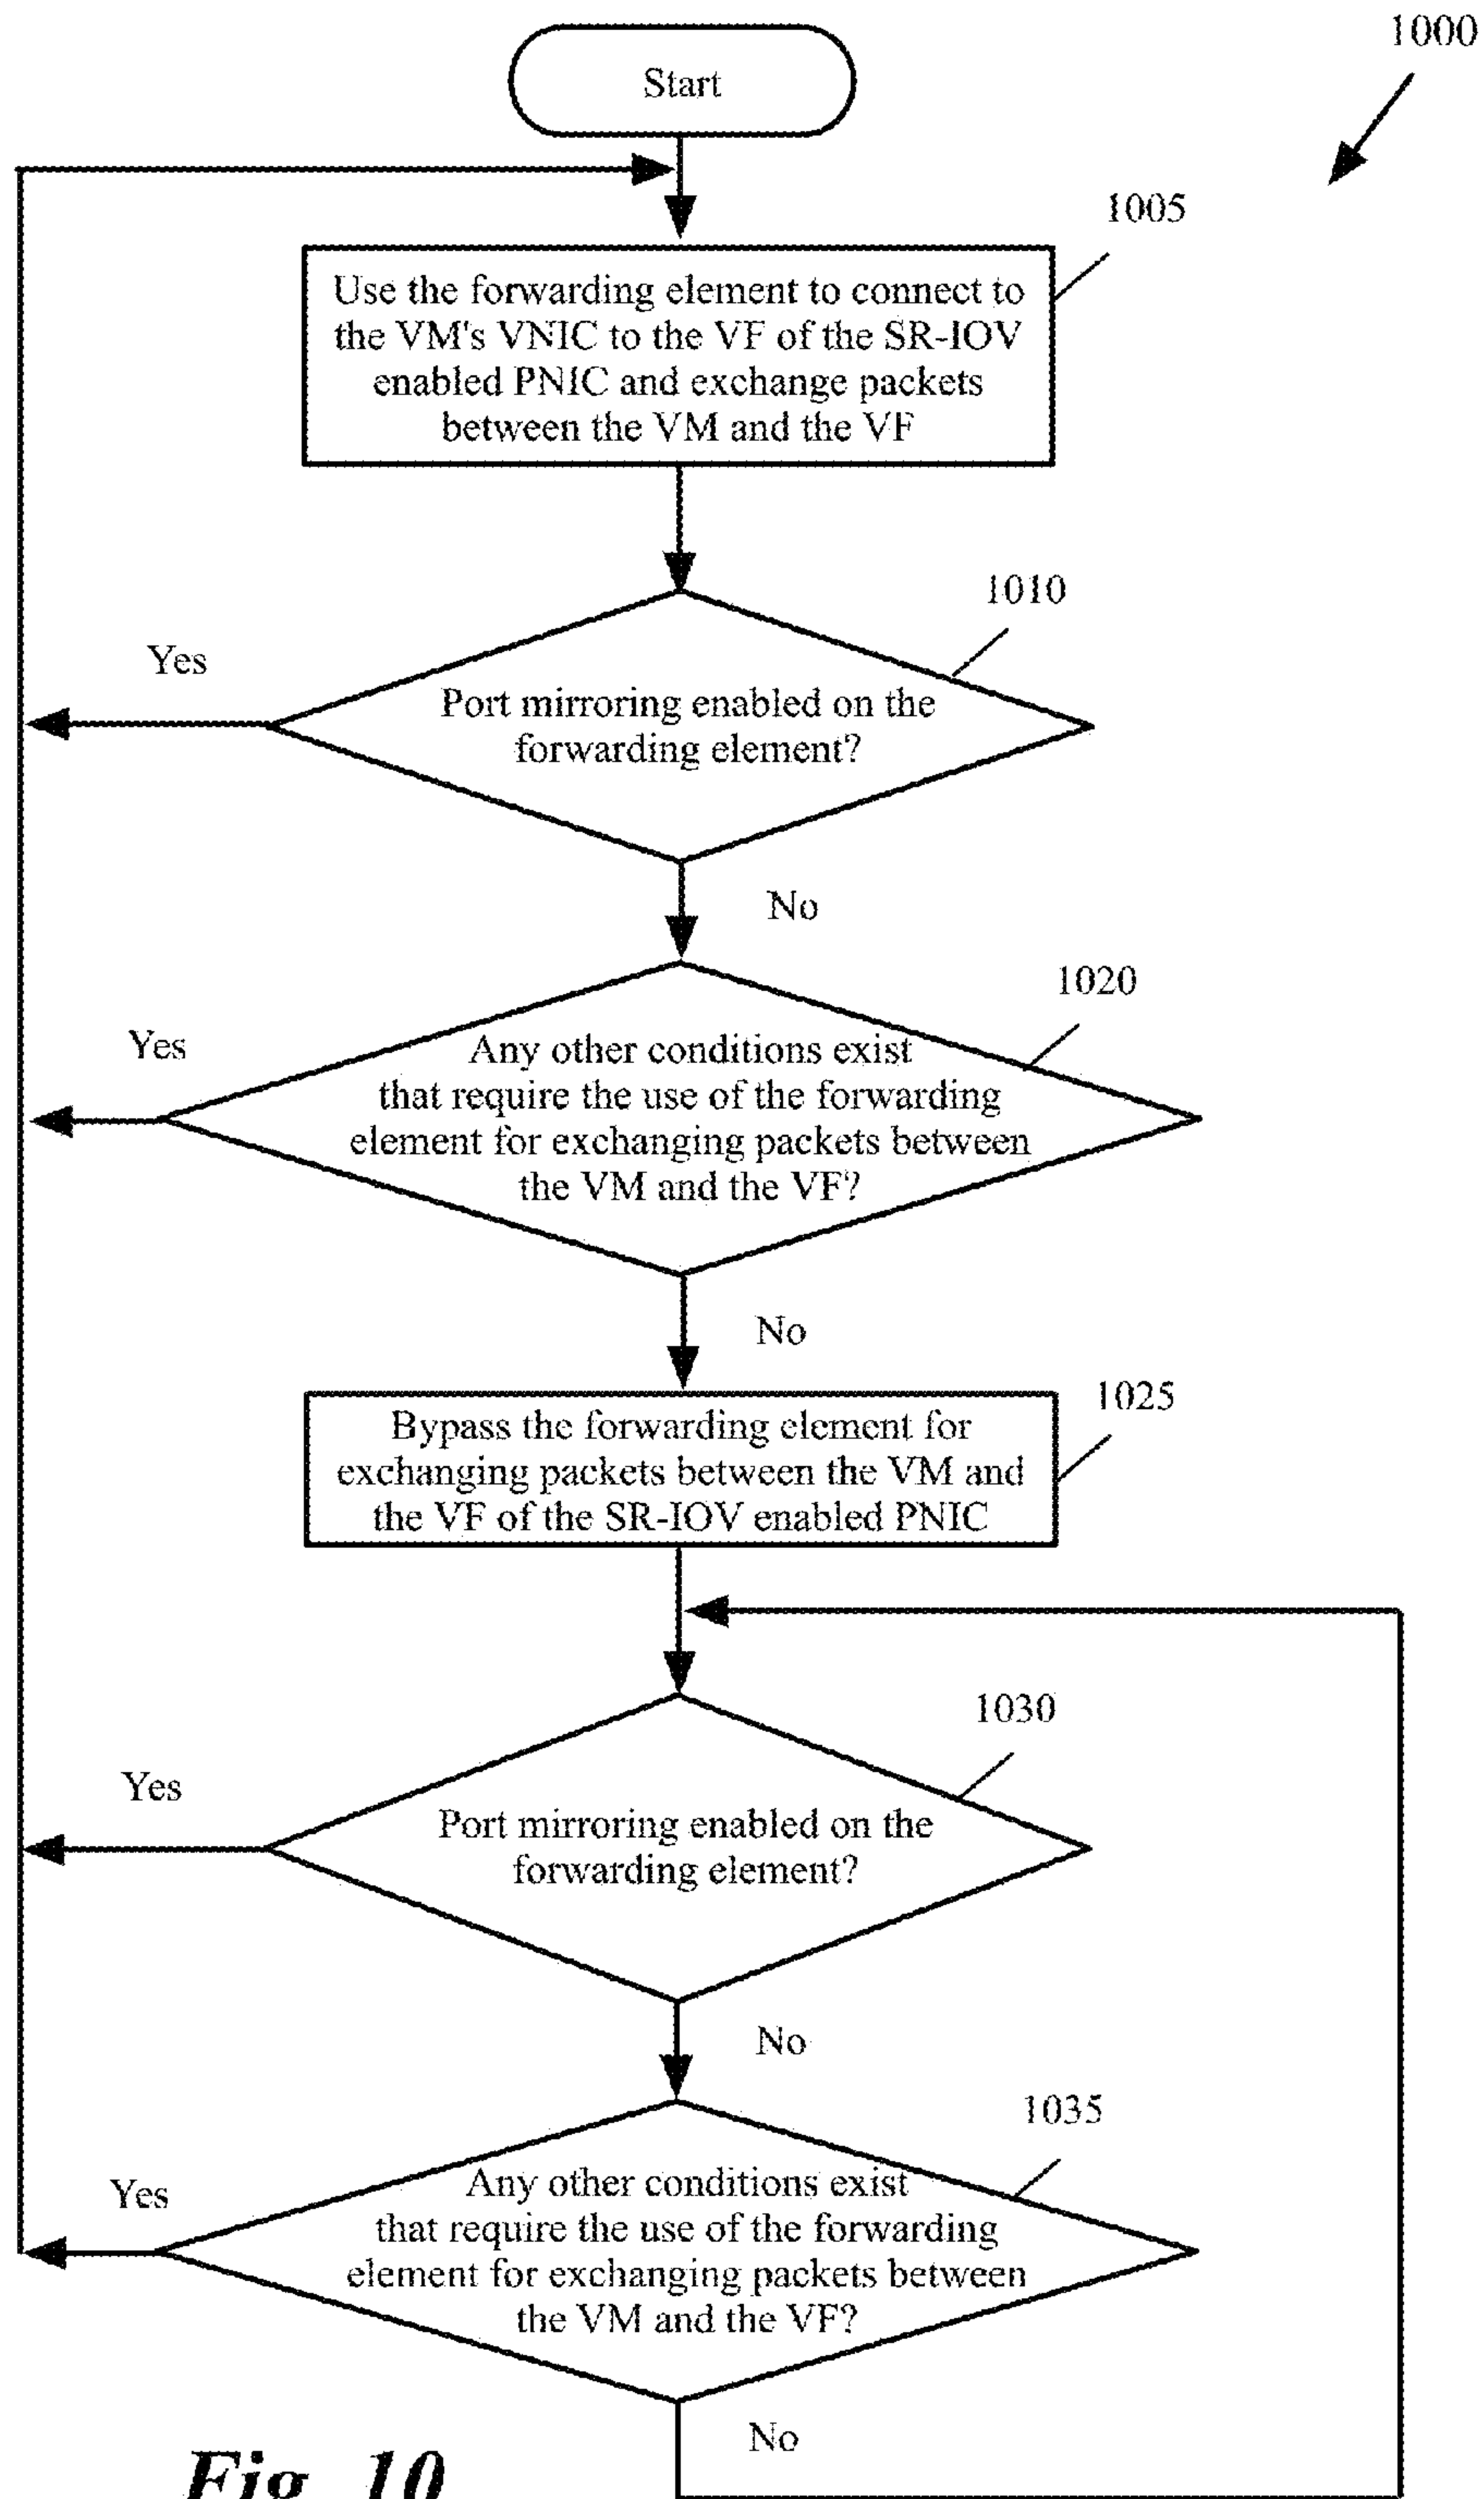 1000
Start
1005
Use the forwarding element to connect to
the VM's VNIC to the VF of the SR-IOV
enabled PNIC and exchange packets
between the VM and the VF
1010
Yes
Port mirroring enabled on the
forwarding element?
No
1020
Yes
Any other conditions exist
that require the use of the forwarding
element for exchanging packets between
the VM and the VF?
No
1025
Bypass the forwarding element for
exchanging packets between the VM and
the VF of the SR-IOV enabled PNIC
1030
Yes
Port mirroring enabled on the
forwarding element?
No
1035
Yes
Any other conditions exist
that require the use of the forwarding
element for exchanging packets between
the VM and the VF?
No
Fig. 10